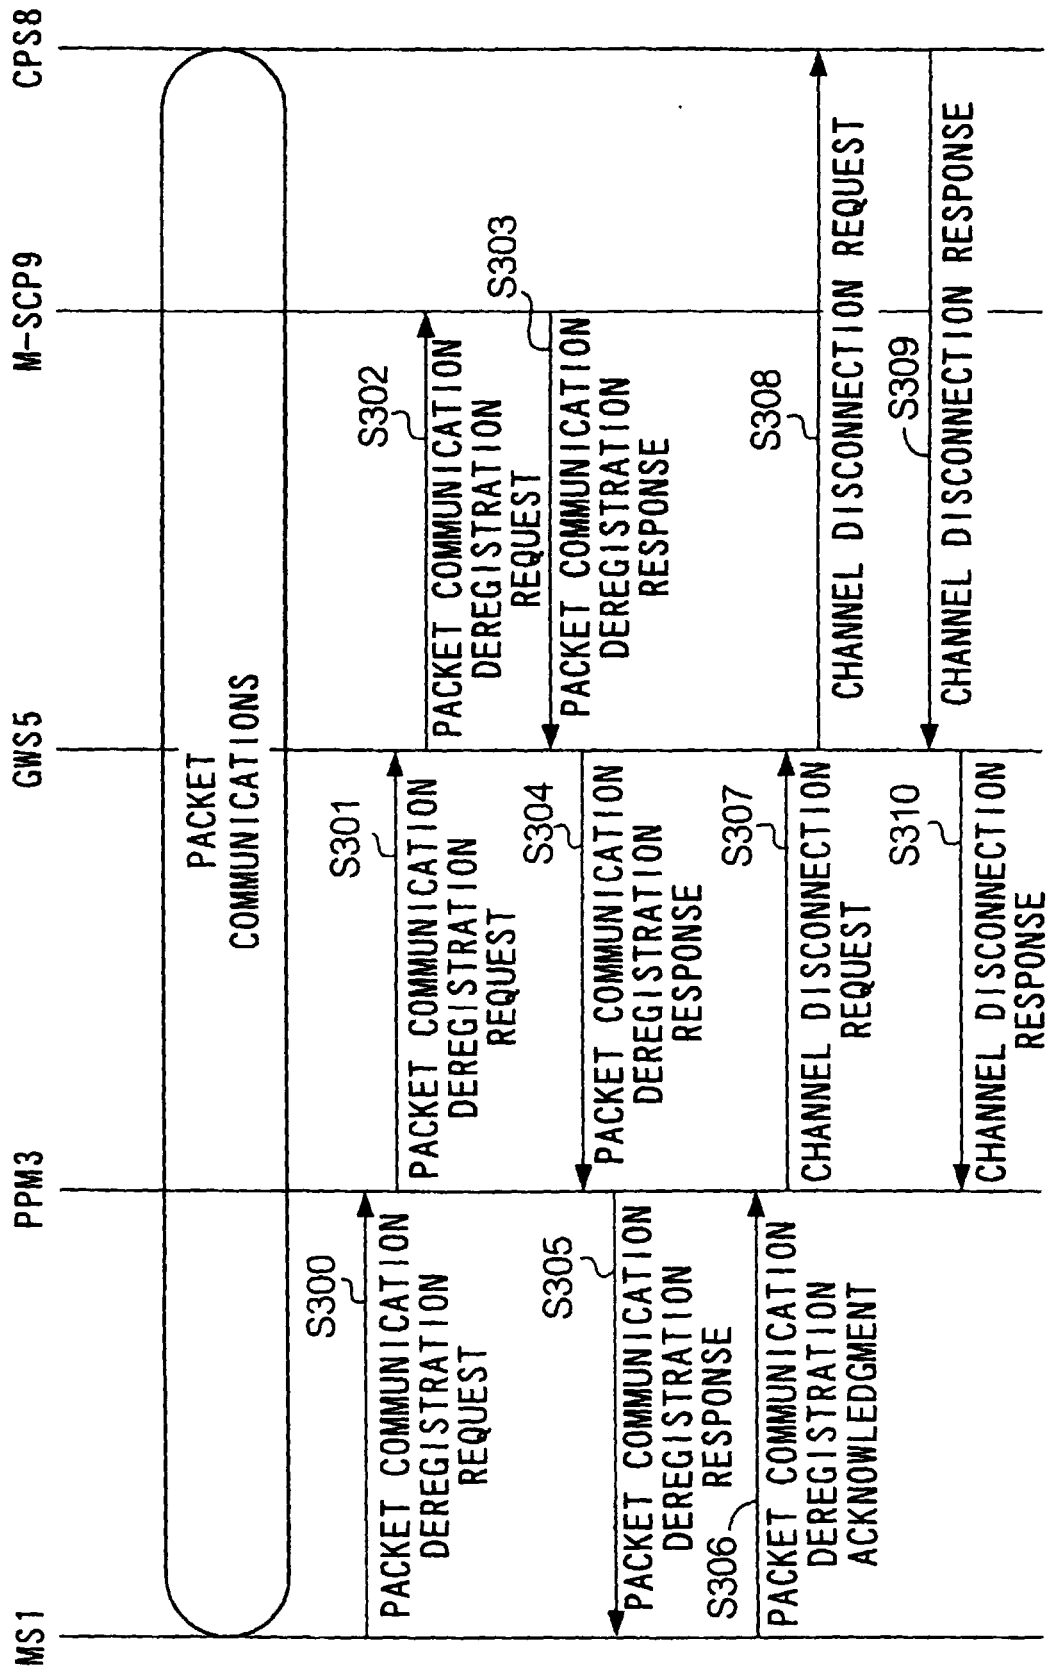 MS1
PPM3
GWS5
M-SCP9
CPS8
PACKET
COMMUNICATIONS
S300
PACKET COMMUNICATION
DEREGISTRATION
REQUEST
S301
PACKET COMMUNICATION
DEREGISTRATION
REQUEST
S302
PACKET COMMUNICATION
DEREGISTRATION
REQUEST
S303
PACKET COMMUNICATION
DEREGISTRATION
RESPONSE
S304
PACKET COMMUNICATION
DEREGISTRATION
RESPONSE
S305
PACKET COMMUNICATION
DEREGISTRATION
RESPONSE
S306
PACKET COMMUNICATION
DEREGISTRATION
ACKNOWLEDGMENT
S307
CHANNEL DISCONNECTION
REQUEST
S308
CHANNEL DISCONNECTION REQUEST
S309
CHANNEL DISCONNECTION RESPONSE
S310
CHANNEL DISCONNECTION
RESPONSE